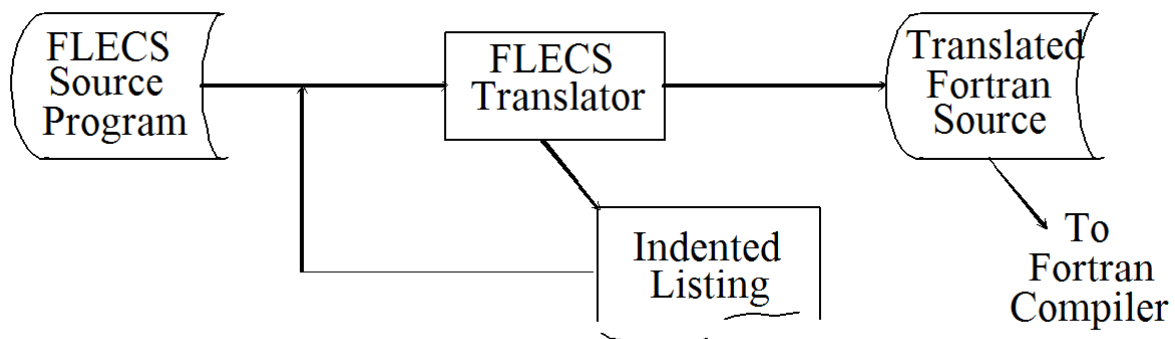 FLECS
Source
Program
FLECS
Translator
Translated
Fortran
Source
Indented
Listing
To
Fortran
Compiler